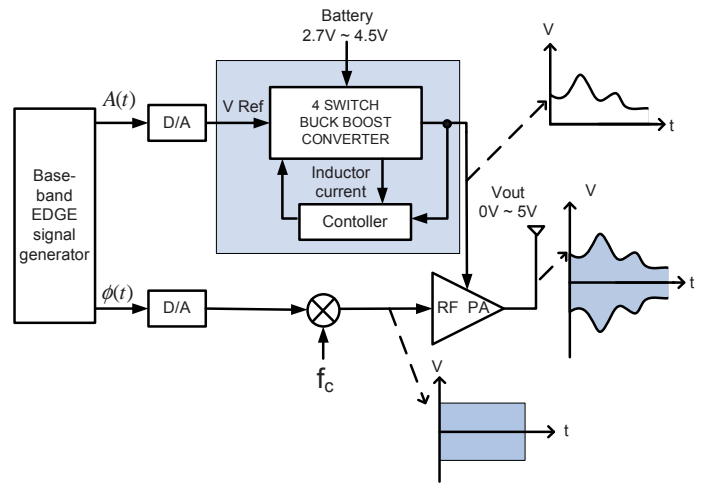 Battery
2.7V ~ 4.5V
V
t
A(t)
D/A
V Ref
4 SWITCH
BUCK BOOST
CONVERTER
Inductor
current
Contoller
Base-
band
EDGE
signal
generator
Vout
0V ~ 5V
V
t
ϕ(t)
D/A
RF PA
f_c
V
t